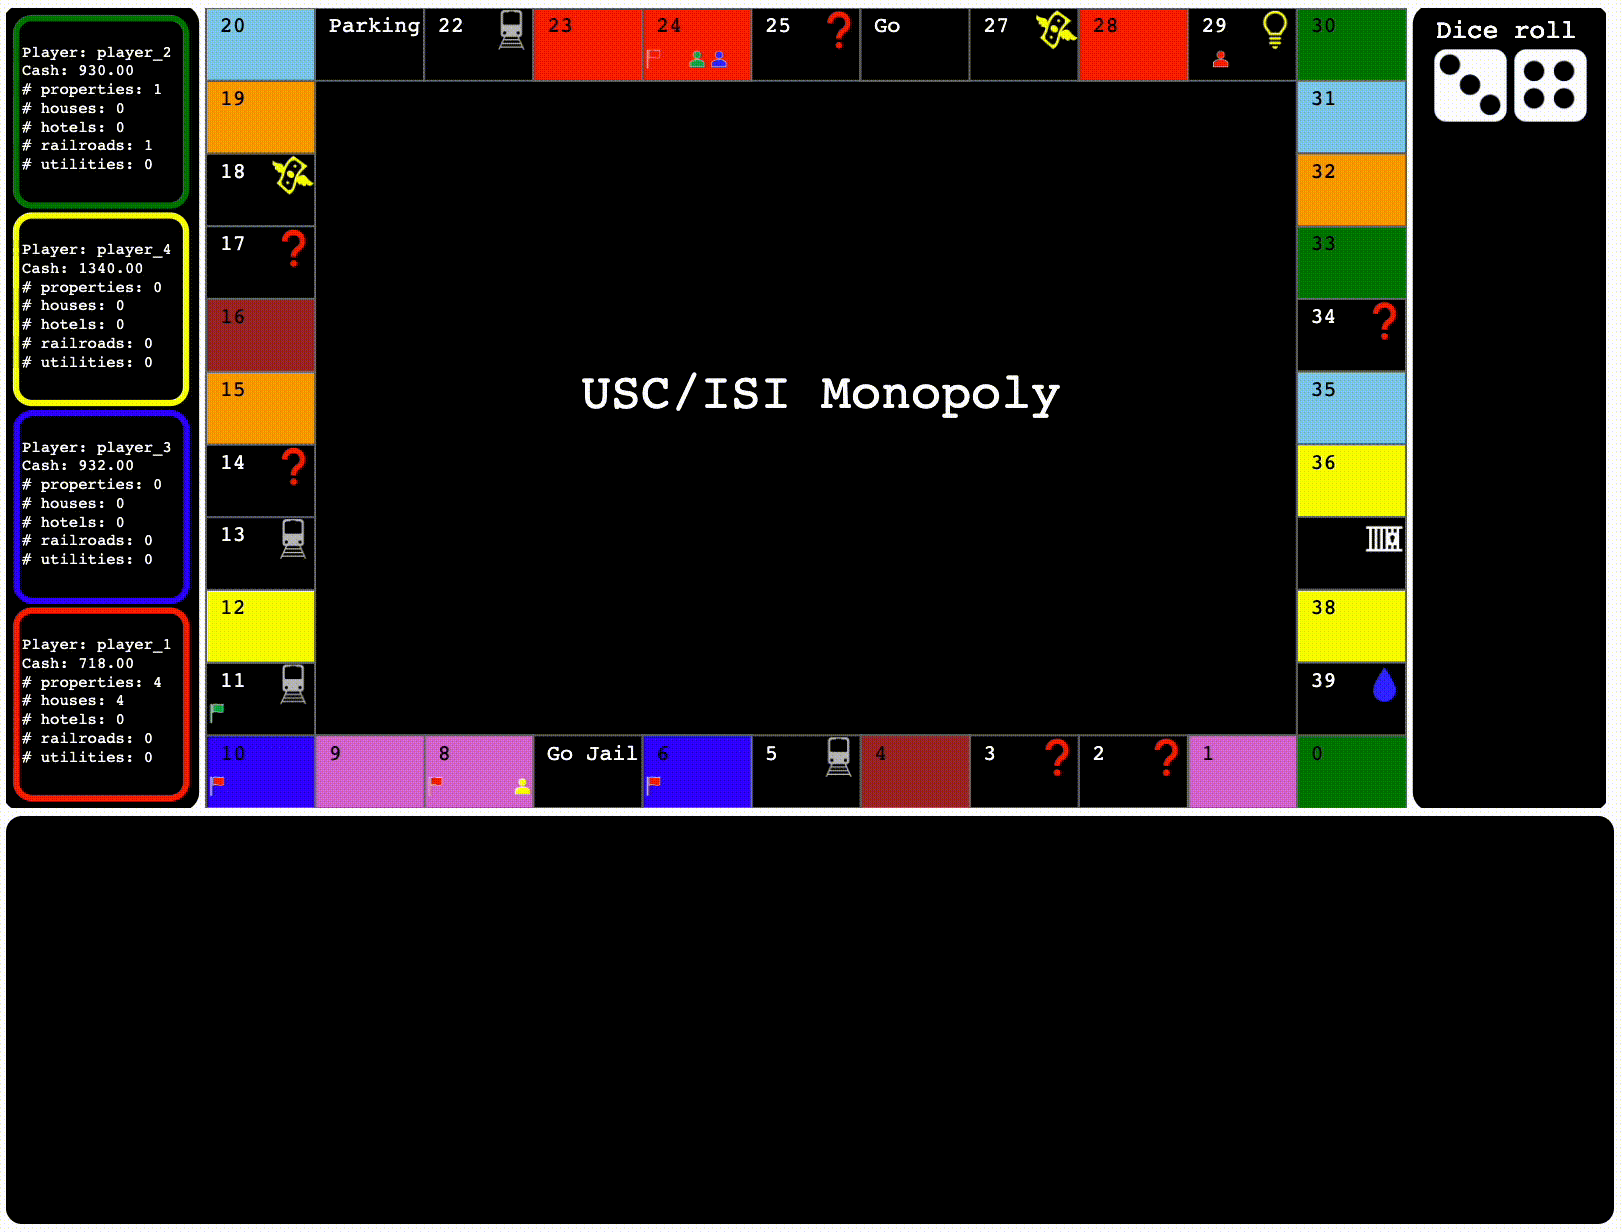 Player: player_2
Cash: 930.00
# properties: 1
# houses: 0
# hotels: 0
# railroads: 1
# utilities: 0
Player: player_4
Cash: 1340.00
# properties: 0
# houses: 0
# hotels: 0
# railroads: 0
# utilities: 0
Player: player_3
Cash: 932.00
# properties: 0
# houses: 0
# hotels: 0
# railroads: 0
# utilities: 0
Player: player_1
Cash: 718.00
# properties: 4
# houses: 4
# hotels: 0
# railroads: 0
# utilities: 0
20 Parking 22 23 24 25 ? Go 27 28 29 30
19 31
18 32
17 ? 33
16 34 ?
15 35
14 ? 36
13
12 38
11 39
10 9 8 Go Jail 6 5 4 3 ? 2 ? 1 0
USC/ISI Monopoly
Dice roll